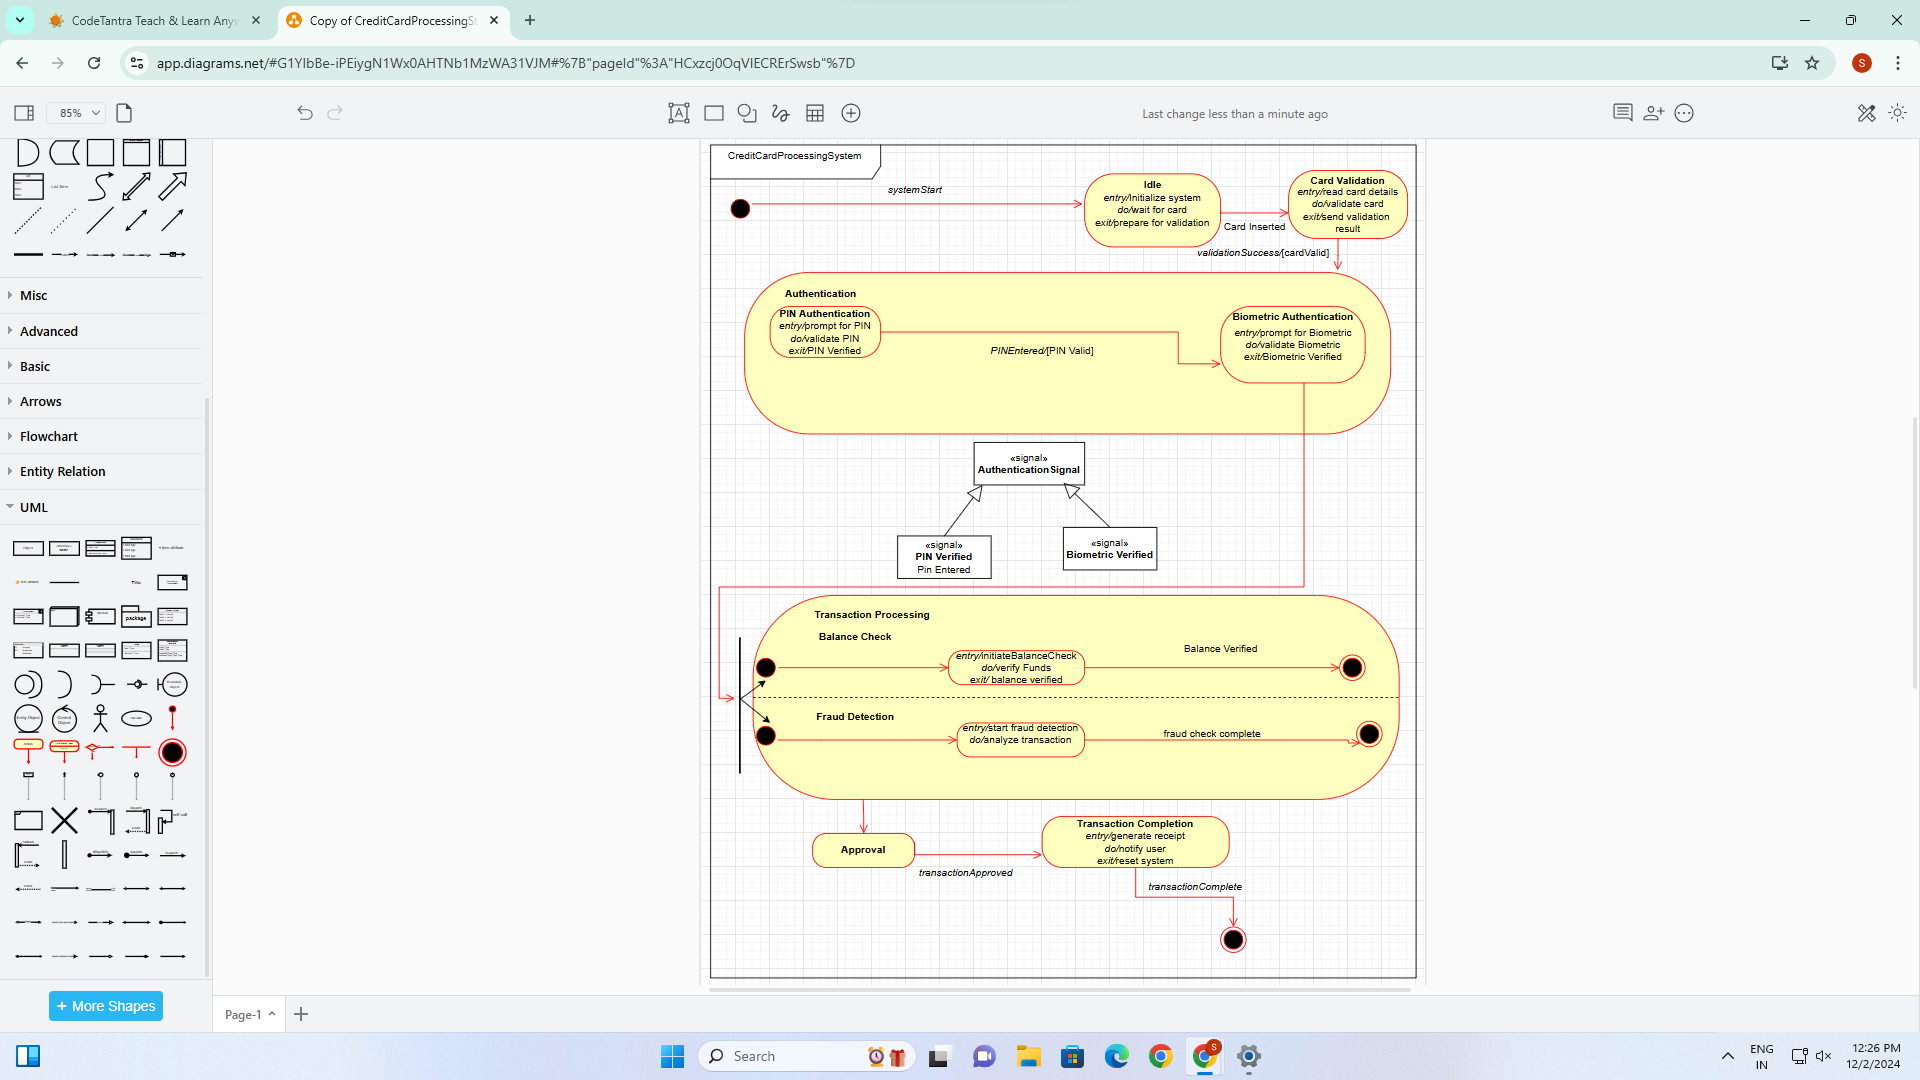 CodeTantra Teach & Learn Anyw
Copy of CreditCardProcessingSt
app.diagrams.net/#G1YIbBe-iPEiygN1Wx0AHTNb1MzWA31VJM#%7B"pageId"%3A"HCxzcj0OqVIECRErSwsb"%7D
S
85%
Last change less than a minute ago
CreditCardProcessingSystem
systemStart
Idle
entry/Initialize system
do/wait for card
exit/prepare for validation
Card Inserted
Card Validation
entry/read card details
do/validate card
exit/send validation
result
validationSuccess/[cardValid]
Authentication
PIN Authentication
entry/prompt for PIN
do/validate PIN
exit/PIN Verified
PINEntered/[PIN Valid]
Biometric Authentication
entry/prompt for Biometric
do/validate Biometric
exit/Biometric Verified
«signal»
AuthenticationSignal
«signal»
PIN Verified
Pin Entered
«signal»
Biometric Verified
Transaction Processing
Balance Check
entry/initiateBalanceCheck
do/verify Funds
exit/ balance verified
Balance Verified
Fraud Detection
entry/start fraud detection
do/analyze transaction
fraud check complete
Approval
transactionApproved
Transaction Completion
entry/generate receipt
do/notify user
exit/reset system
transactionComplete
Misc
Advanced
Basic
Arrows
Flowchart
Entity Relation
UML
package
+ More Shapes
Page-1
Search
S
ENG
IN
12:26 PM
12/2/2024